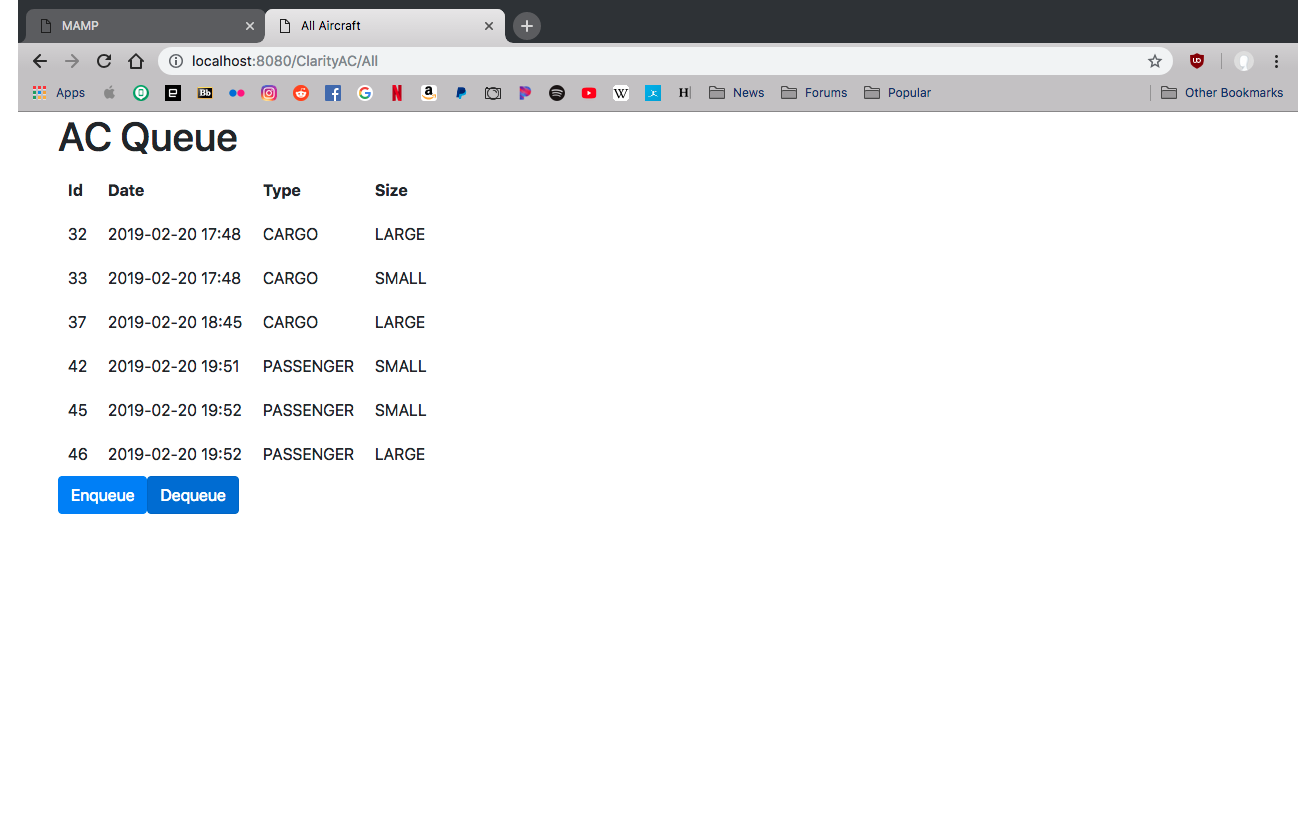 MAMP
All Aircraft
localhost:8080/ClarityAC/All
Apps Bb W H News Forums Popular Other Bookmarks
AC Queue
Id Date Type Size
32 2019-02-20 17:48 CARGO LARGE
33 2019-02-20 17:48 CARGO SMALL
37 2019-02-20 18:45 CARGO LARGE
42 2019-02-20 19:51 PASSENGER SMALL
45 2019-02-20 19:52 PASSENGER SMALL
46 2019-02-20 19:52 PASSENGER LARGE
Enqueue Dequeue